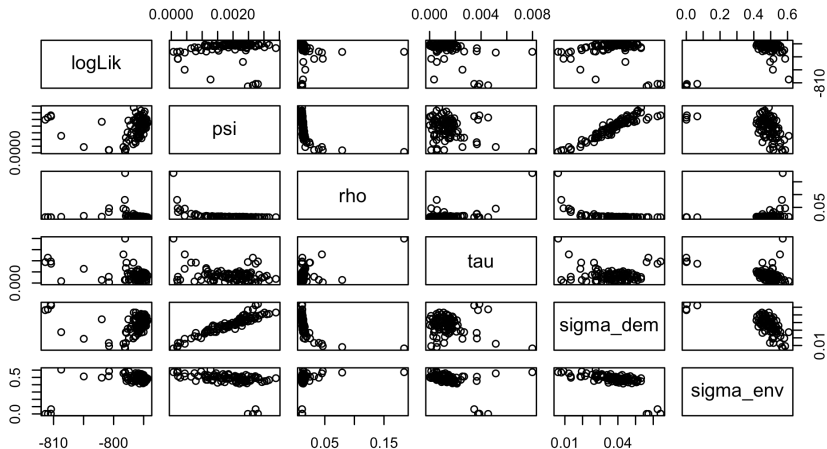 0.0000 0.0020
0.000 0.004 0.008
0.0 0.2 0.4 0.6
logLik
-810
0.0000
psi
rho
0.05
0.000
tau
sigma_dem
0.01
0.0 0.5
sigma_env
-810 -800
0.05 0.15
0.01 0.04